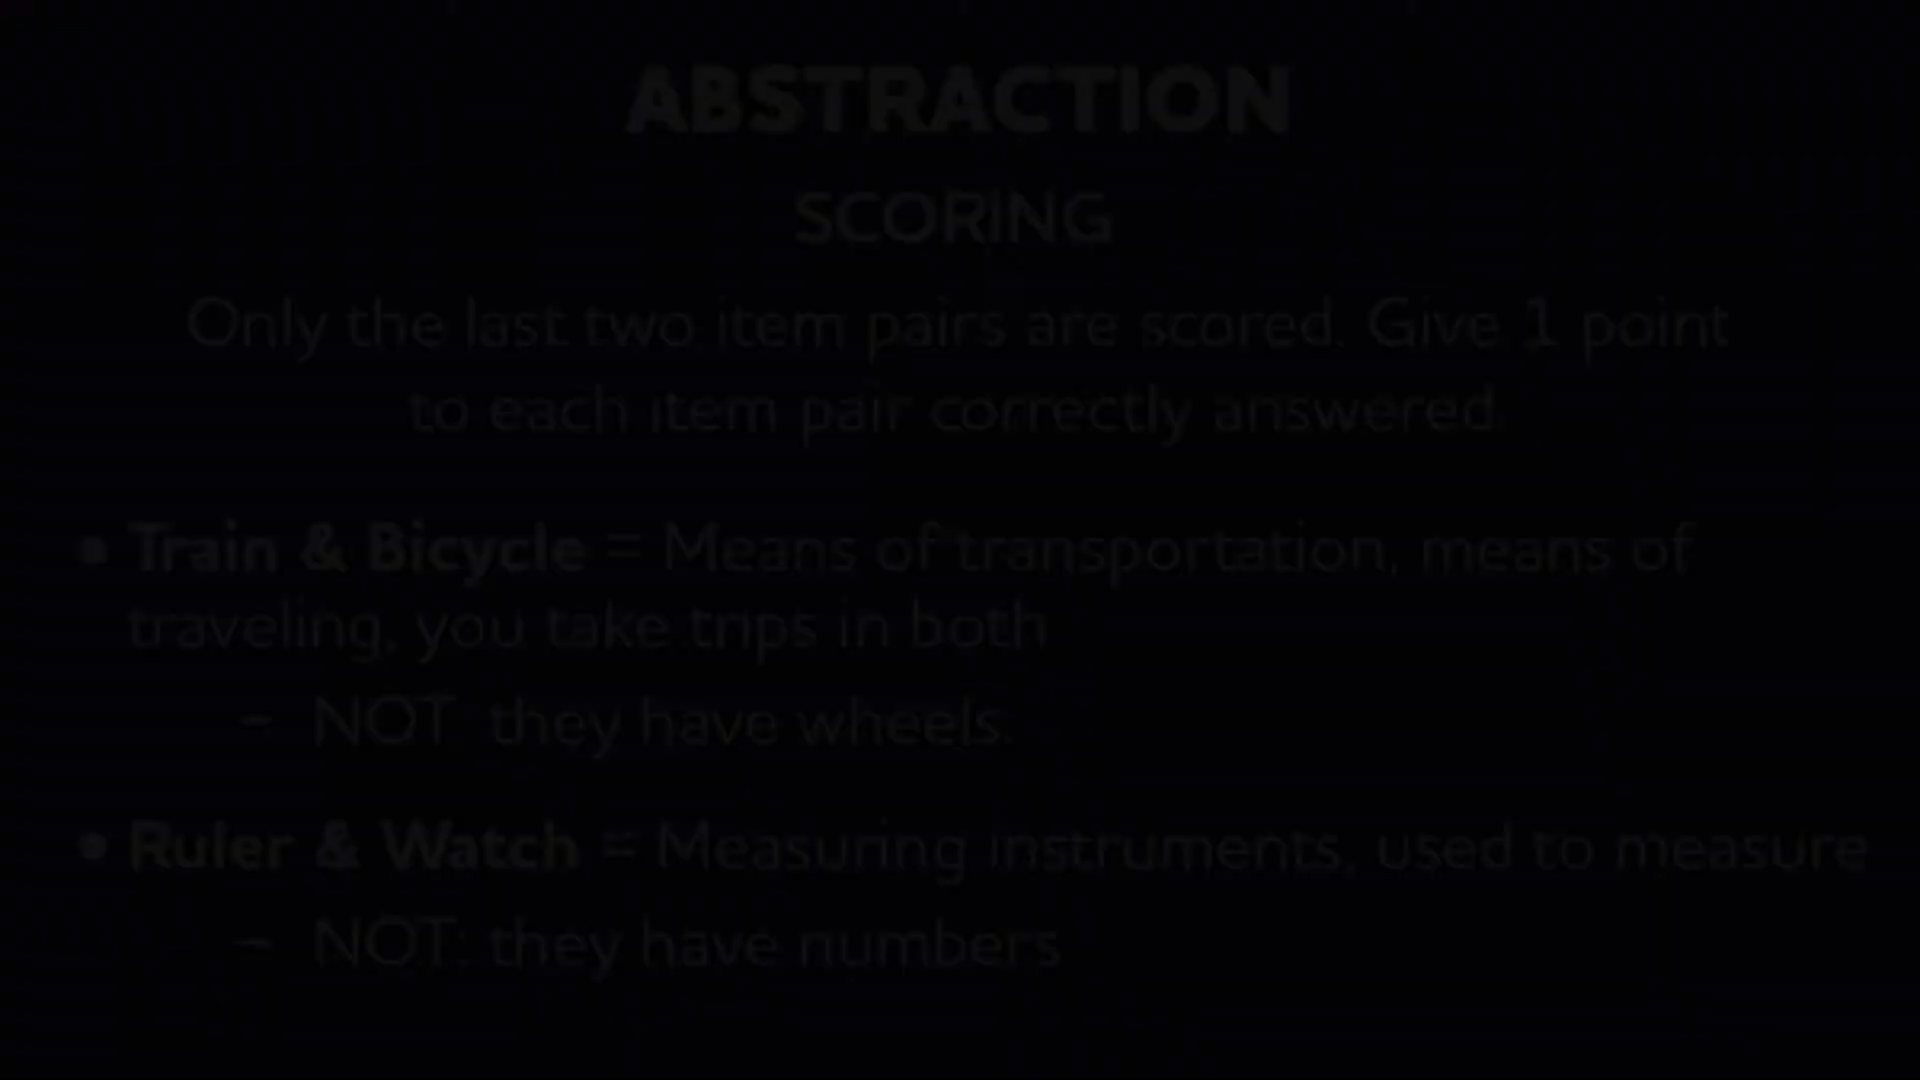 ABSTRACTION
SCORING
Only the last two item pairs are scored. Give 1 point
to each item pair correctly answered.
• Train & Bicycle = Means of transportation, means of
traveling, you take trips in both
– NOT: they have wheels.
• Ruler & Watch = Measuring instruments, used to measure
– NOT: they have numbers